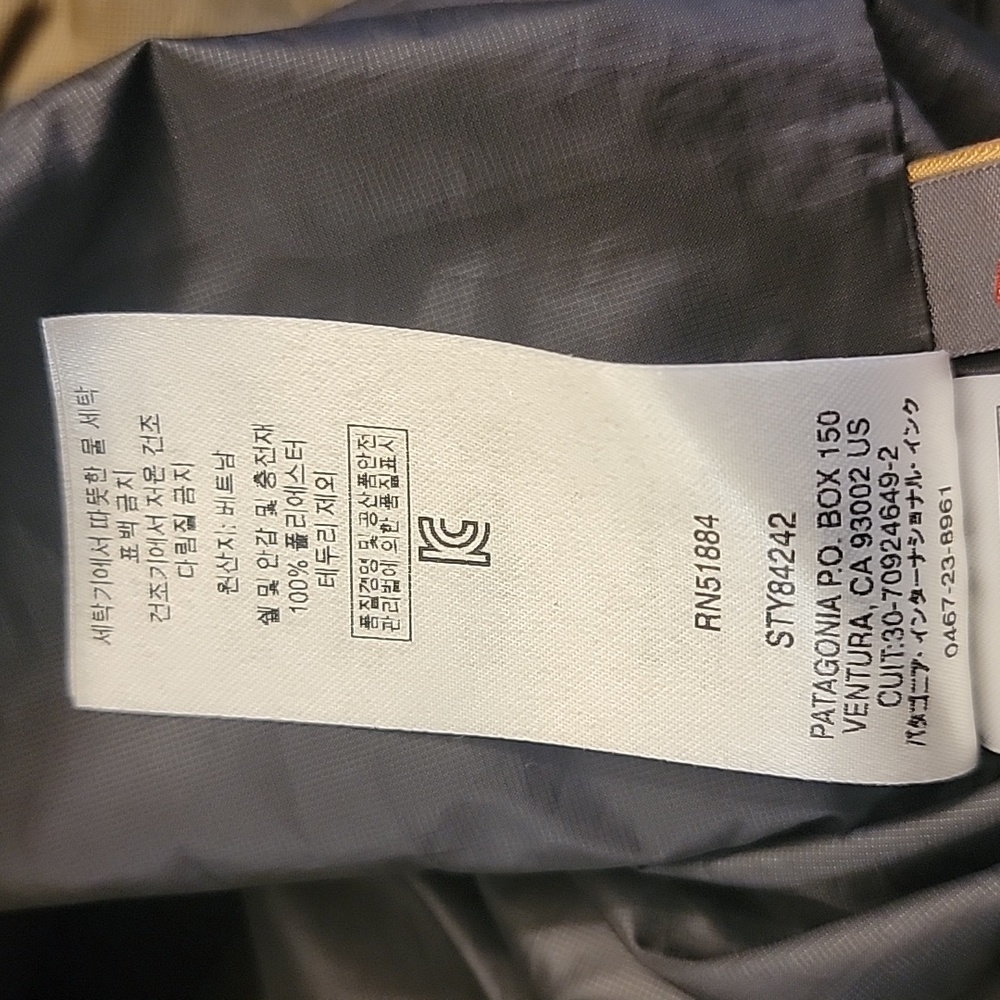 세탁기에서 따뜻한 물 세탁
표백 금지
건조기에서 저온 건조
다림질 금지
원산지: 베트남
쉘 및 안감 및 충전재
100% 폴리에스터
테두리 제외
품질경영 및 공산품안전
관리법에 의한 품질표시
RN51884
STY84242
PATAGONIA P.O. BOX 150
VENTURA, CA 93002 US
CUIT:30-70924649-2
パタゴニア・インターナショナル・インク
0467-23-8961